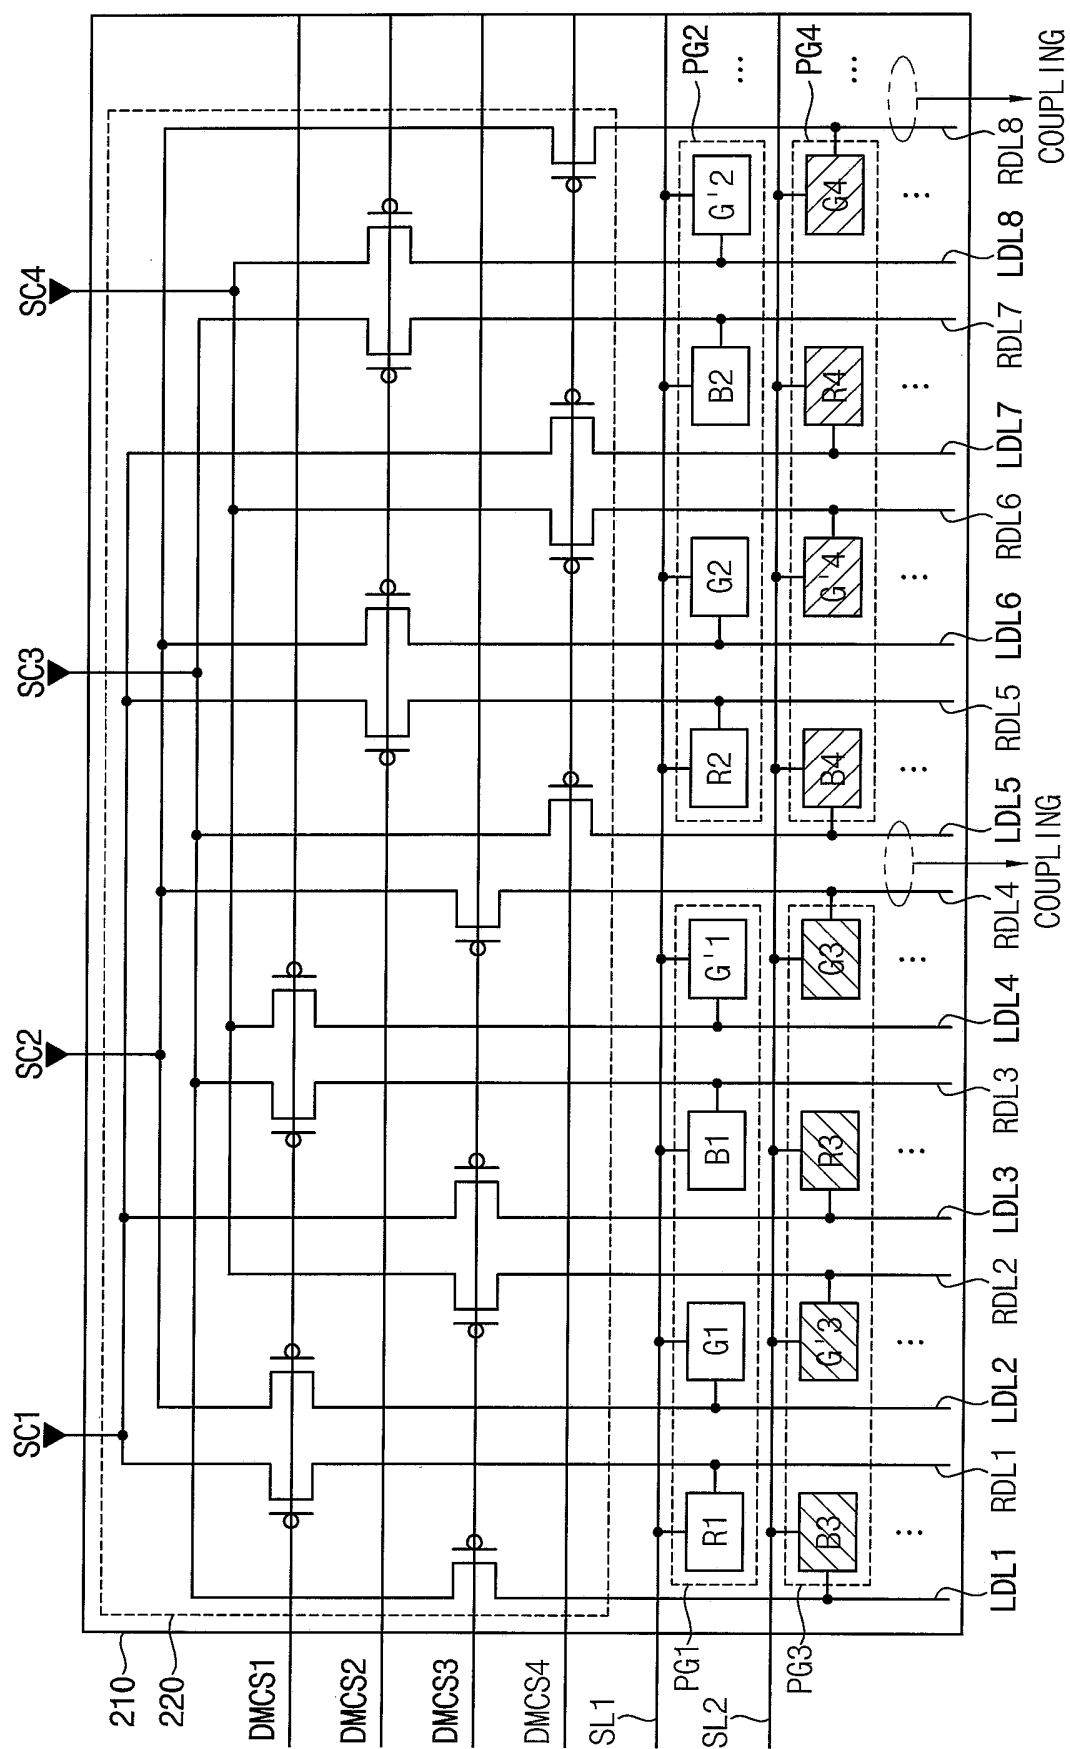 SC1
SC2
SC3
SC4
210
220
DMCS1
DMCS2
DMCS3
DMCS4
SL1
PG1
SL2
PG3
PG2
PG4
R1
G1
B1
G'1
R2
G2
B2
G'2
...
B3
G'3
R3
G3
B4
G'4
R4
G4
...
...
...
...
...
...
...
...
...
LDL1
RDL1
LDL2
RDL2
LDL3
RDL3
LDL4
RDL4
LDL5
RDL5
LDL6
RDL6
LDL7
RDL7
LDL8
RDL8
COUPLING
COUPLING